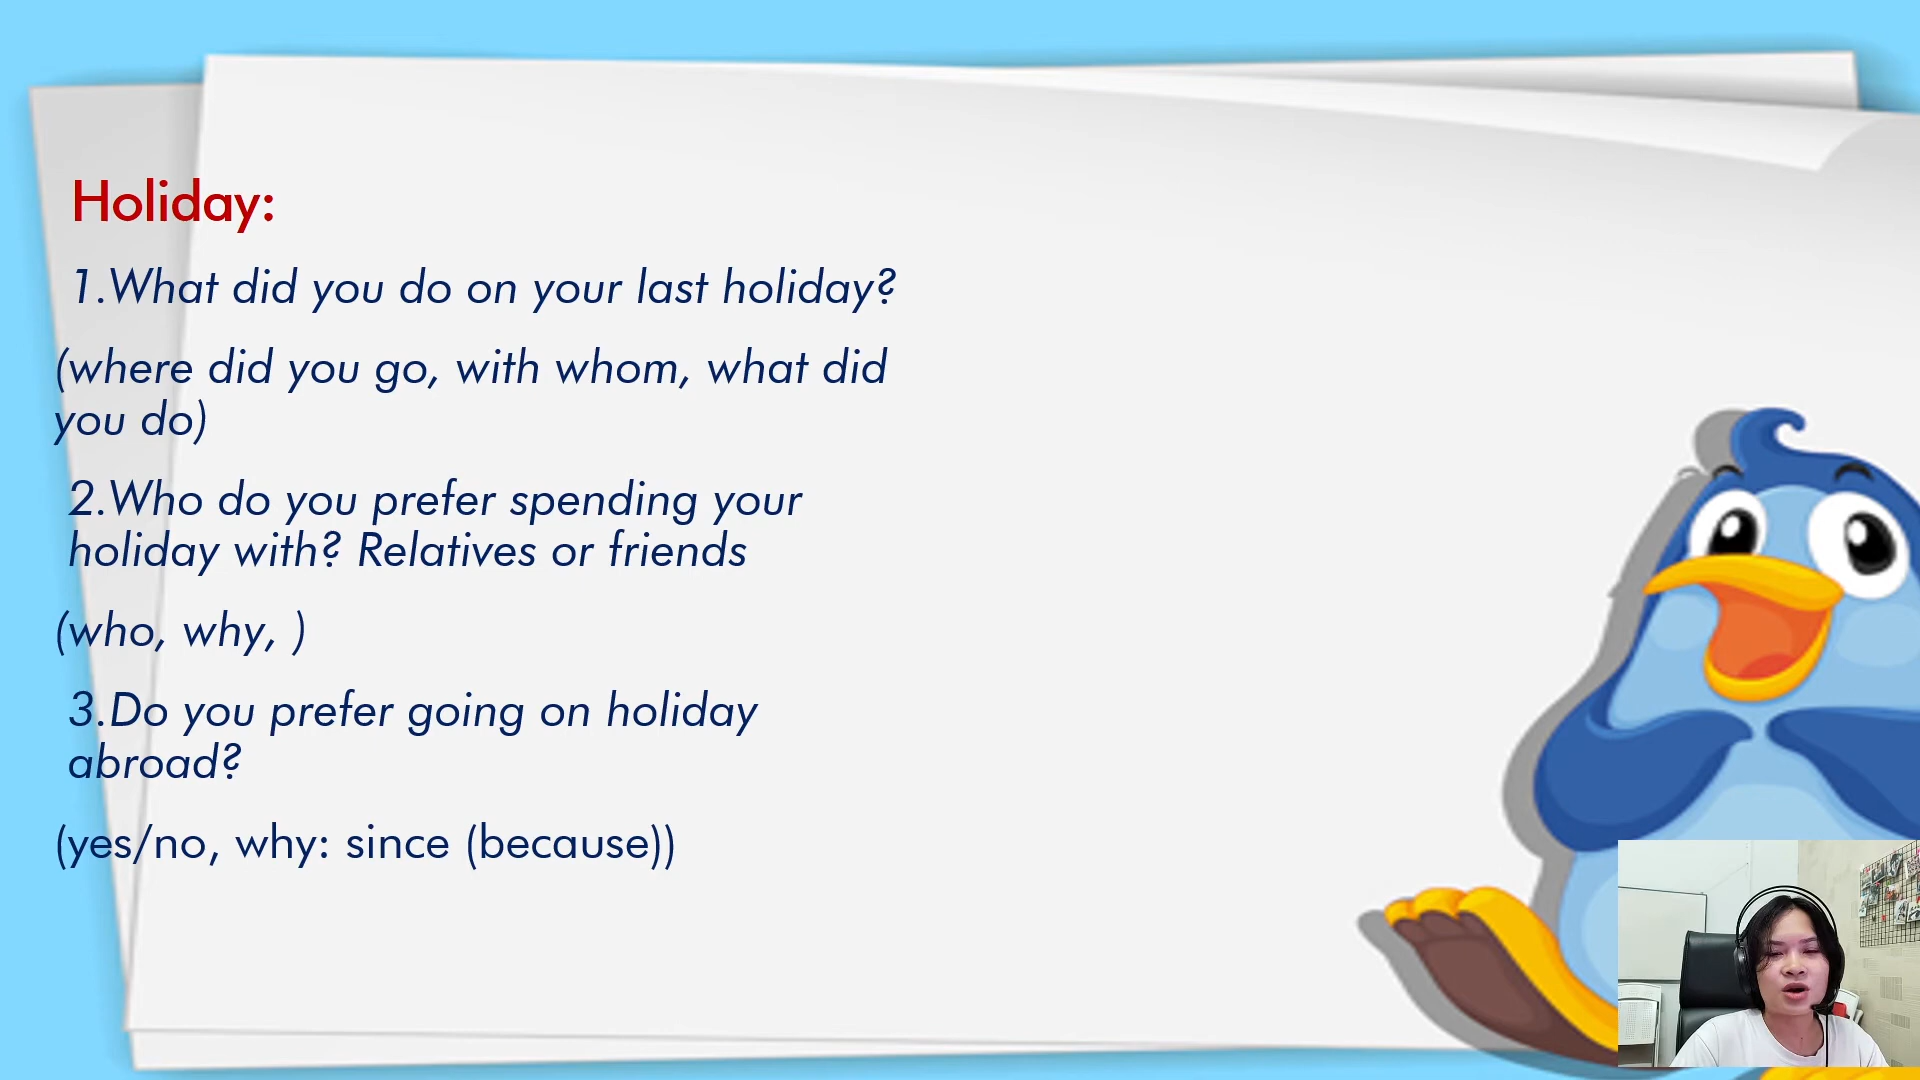 Holiday:
1.What did you do on your last holiday?
(where did you go, with whom, what did
you do)
2.Who do you prefer spending your
holiday with? Relatives or friends
(who, why, )
3.Do you prefer going on holiday
abroad?
(yes/no, why: since (because))